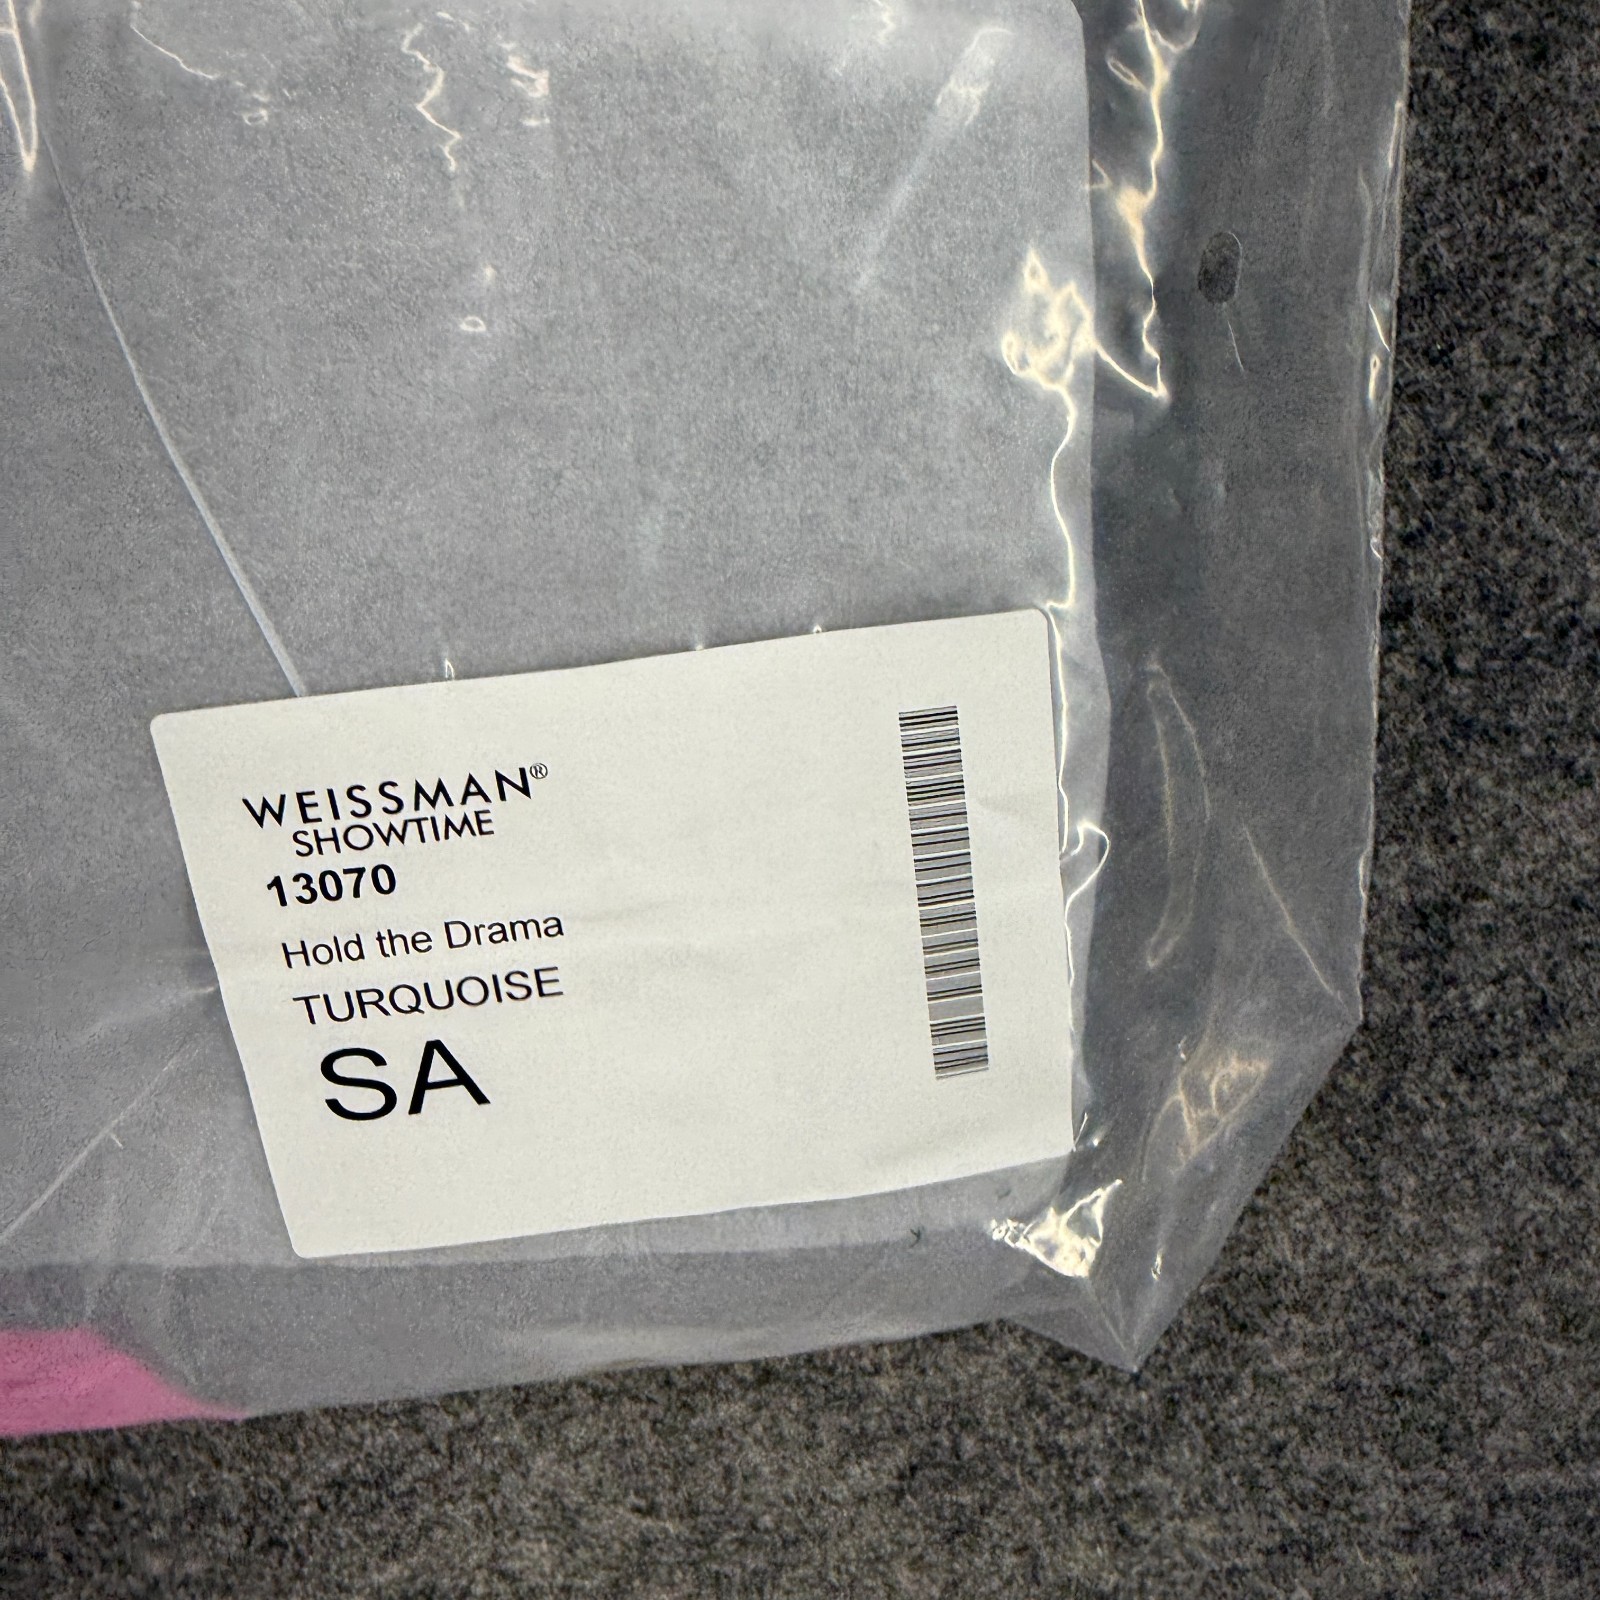 WEISSMAN®
SHOWTIME
13070
Hold the Drama
TURQUOISE
SA